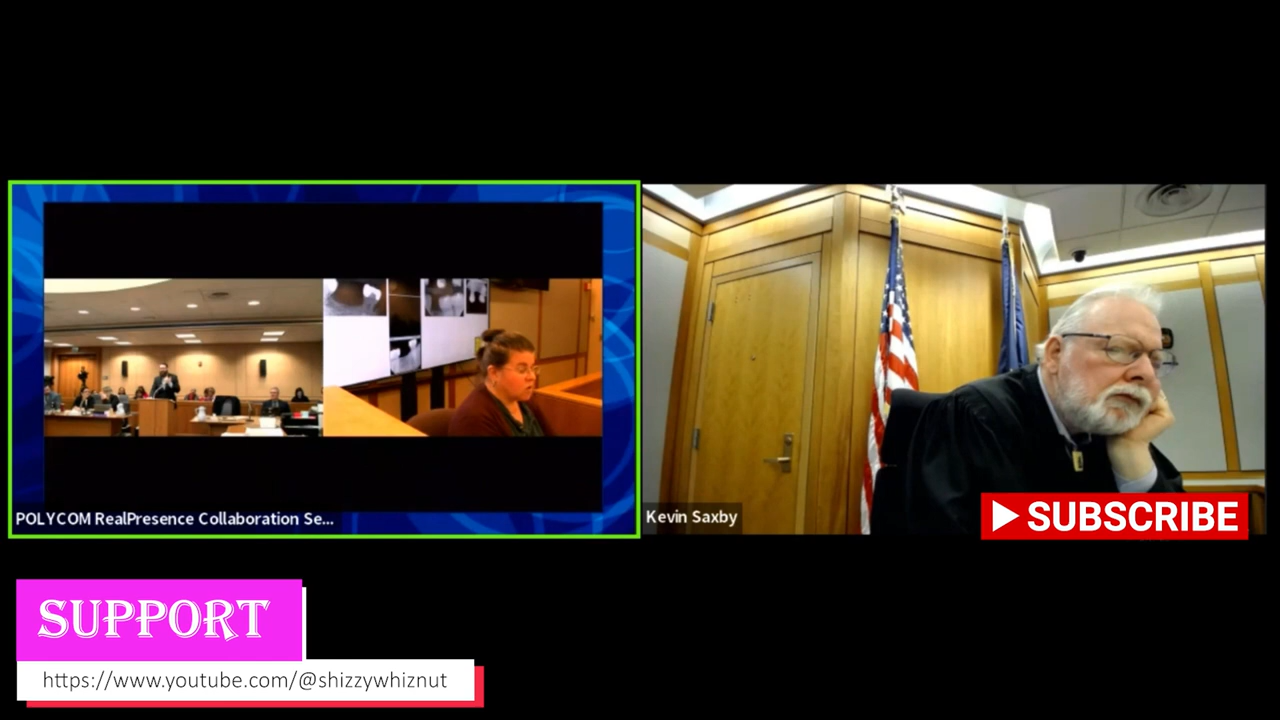 POLYCOM RealPresence Collaboration Se...
Kevin Saxby
SUBSCRIBE
SUPPORT
https://www.youtube.com/@shizzywhiznut